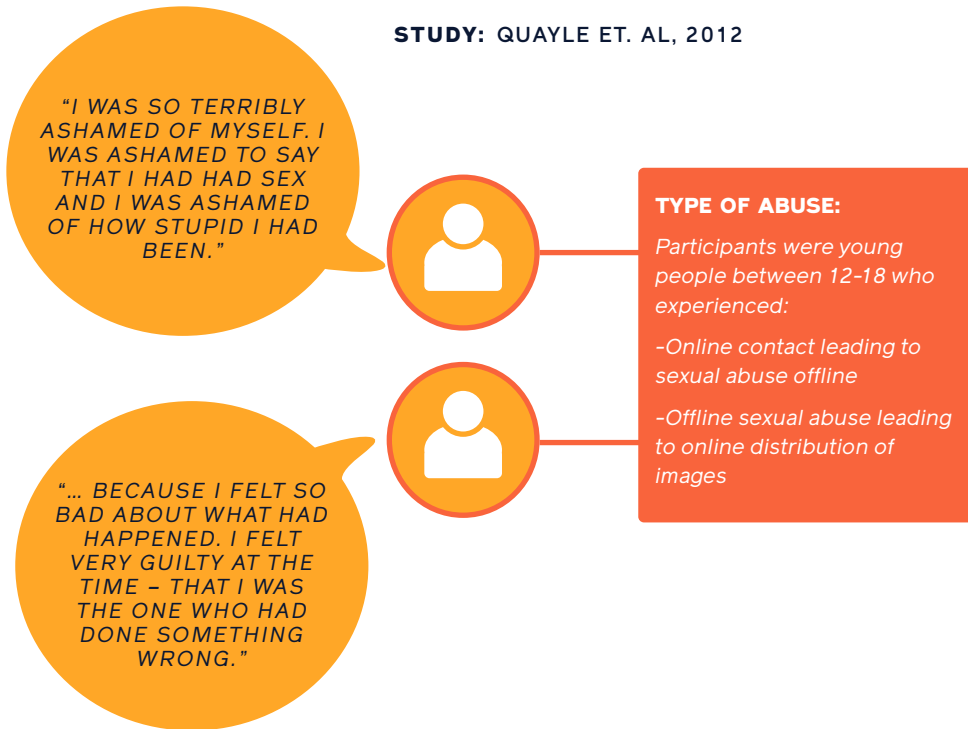 STUDY: QUAYLE ET. AL, 2012
“I WAS SO TERRIBLY
ASHAMED OF MYSELF. I
WAS ASHAMED TO SAY
THAT I HAD HAD SEX
AND I WAS ASHAMED
OF HOW STUPID I HAD
BEEN.”
TYPE OF ABUSE:
Participants were young
people between 12-18 who
experienced:
-Online contact leading to
sexual abuse offline
-Offline sexual abuse leading
to online distribution of
images
“... BECAUSE I FELT SO
BAD ABOUT WHAT HAD
HAPPENED. I FELT
VERY GUILTY AT THE
TIME – THAT I WAS
THE ONE WHO HAD
DONE SOMETHING
WRONG.”